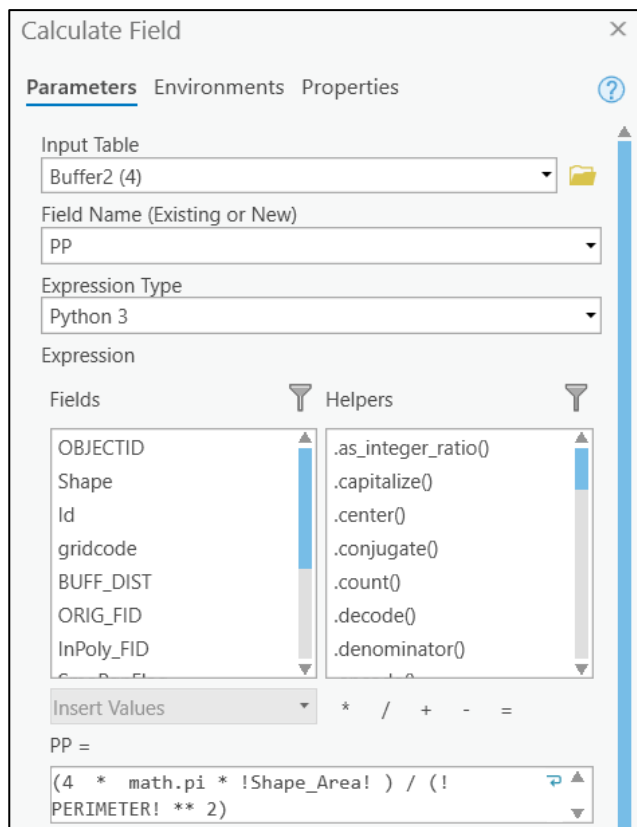 Calculate Field
Parameters Environments Properties
Input Table
Buffer2 (4)
Field Name (Existing or New)
PP
Expression Type
Python 3
Expression
Fields
Helpers
OBJECTID
Shape
Id
gridcode
BUFF_DIST
ORIG_FID
InPoly_FID
.as_integer_ratio()
.capitalize()
.center()
.conjugate()
.count()
.decode()
.denominator()
Insert Values
* / + - =
PP =
(4 * math.pi * !Shape_Area! ) / (!
PERIMETER! ** 2)